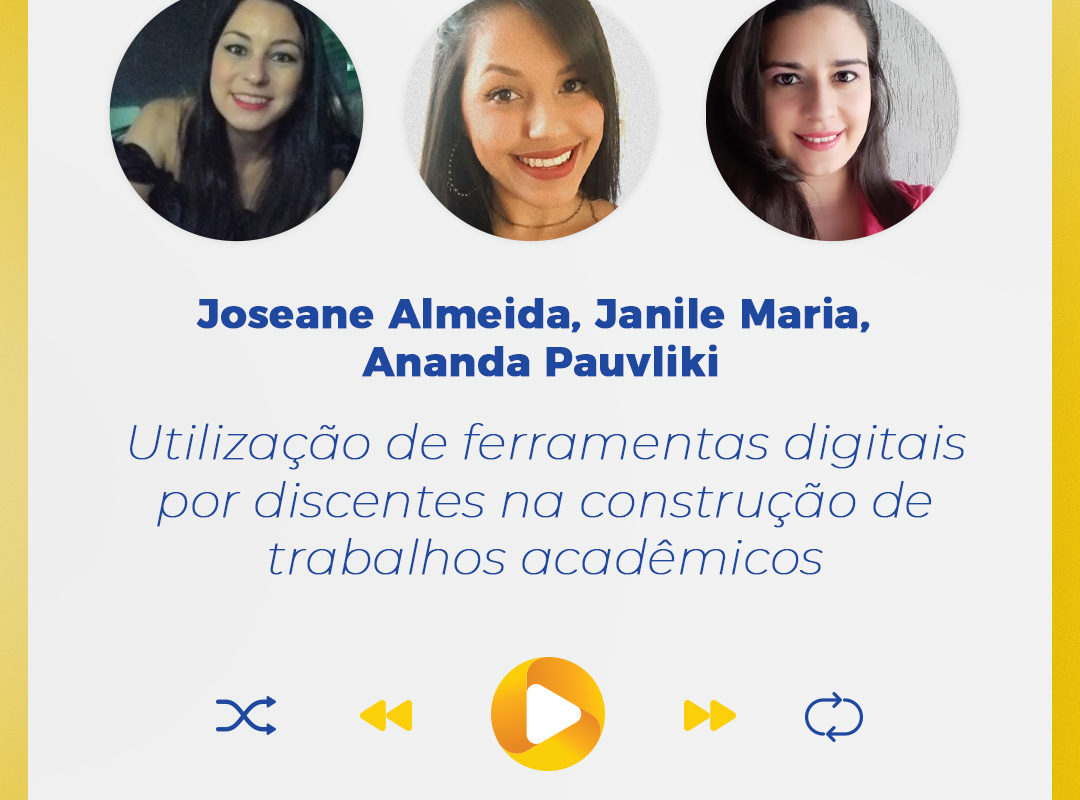 Joseane Almeida, Janile Maria,
Ananda Pauvliki
Utilização de ferramentas digitais
por discentes na construção de
trabalhos acadêmicos